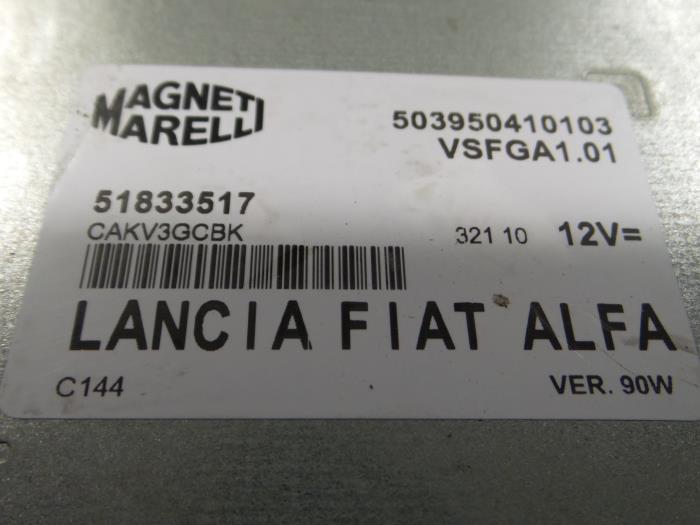 MAGNETI
MARELLI
503950410103
VSFGA1.01
51833517
CAKV3GCBK
321 10 12V=
LANCIA FIAT ALFA
C144 VER. 90W